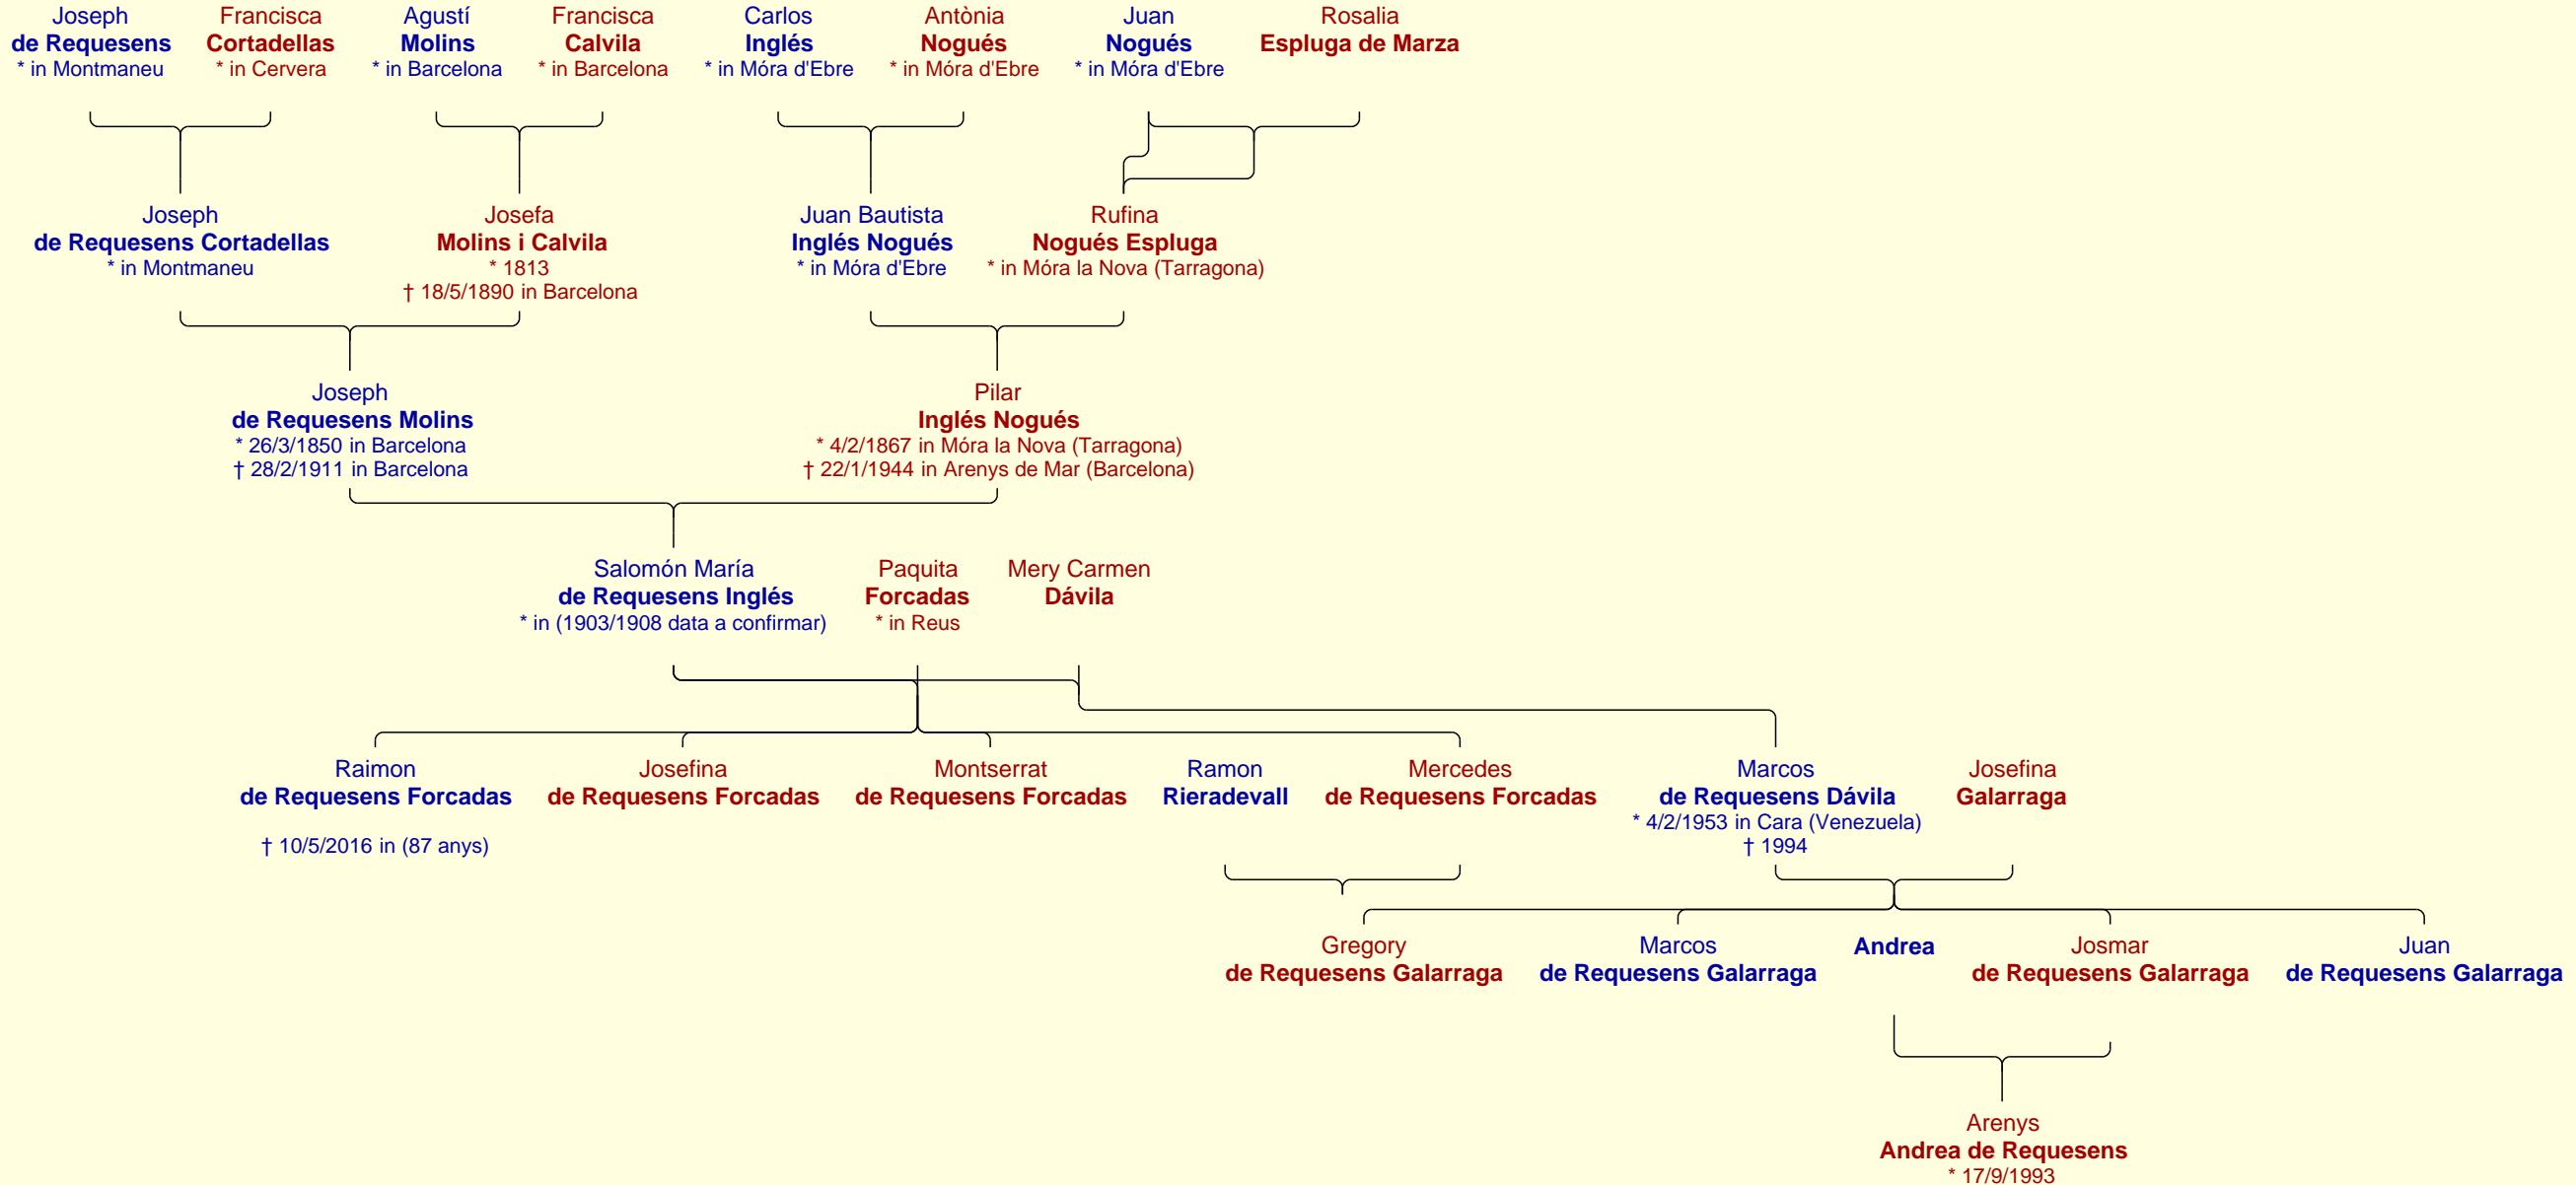 Joseph
de Requesens
* in Montmaneu
Francisca
Cortadellas
* in Cervera
Agustí
Molins
* in Barcelona
Francisca
Calvila
* in Barcelona
Carlos
Inglés
* in Móra d'Ebre
Antònia
Nogués
* in Móra d'Ebre
Juan
Nogués
* in Móra d'Ebre
Rosalia
Espluga de Marza
Joseph
de Requesens Cortadellas
* in Montmaneu
Josefa
Molins i Calvila
* 1813
† 18/5/1890 in Barcelona
Juan Bautista
Inglés Nogués
* in Móra d'Ebre
Rufina
Nogués Espluga
* in Móra la Nova (Tarragona)
Joseph
de Requesens Molins
* 26/3/1850 in Barcelona
† 28/2/1911 in Barcelona
Pilar
Inglés Nogués
* 4/2/1867 in Móra la Nova (Tarragona)
† 22/1/1944 in Arenys de Mar (Barcelona)
Salomón María
de Requesens Inglés
* in (1903/1908 data a confirmar)
Paquita
Forcadas
* in Reus
Mery Carmen
Dávila
Raimon
de Requesens Forcadas
† 10/5/2016 in (87 anys)
Josefina
de Requesens Forcadas
Montserrat
de Requesens Forcadas
Ramon
Rieradevall
Mercedes
de Requesens Forcadas
Marcos
de Requesens Dávila
* 4/2/1953 in Cara (Venezuela)
† 1994
Josefina
Galarraga
Gregory
de Requesens Galarraga
Marcos
de Requesens Galarraga
Andrea
Josmar
de Requesens Galarraga
Juan
de Requesens Galarraga
Arenys
Andrea de Requesens
* 17/9/1993